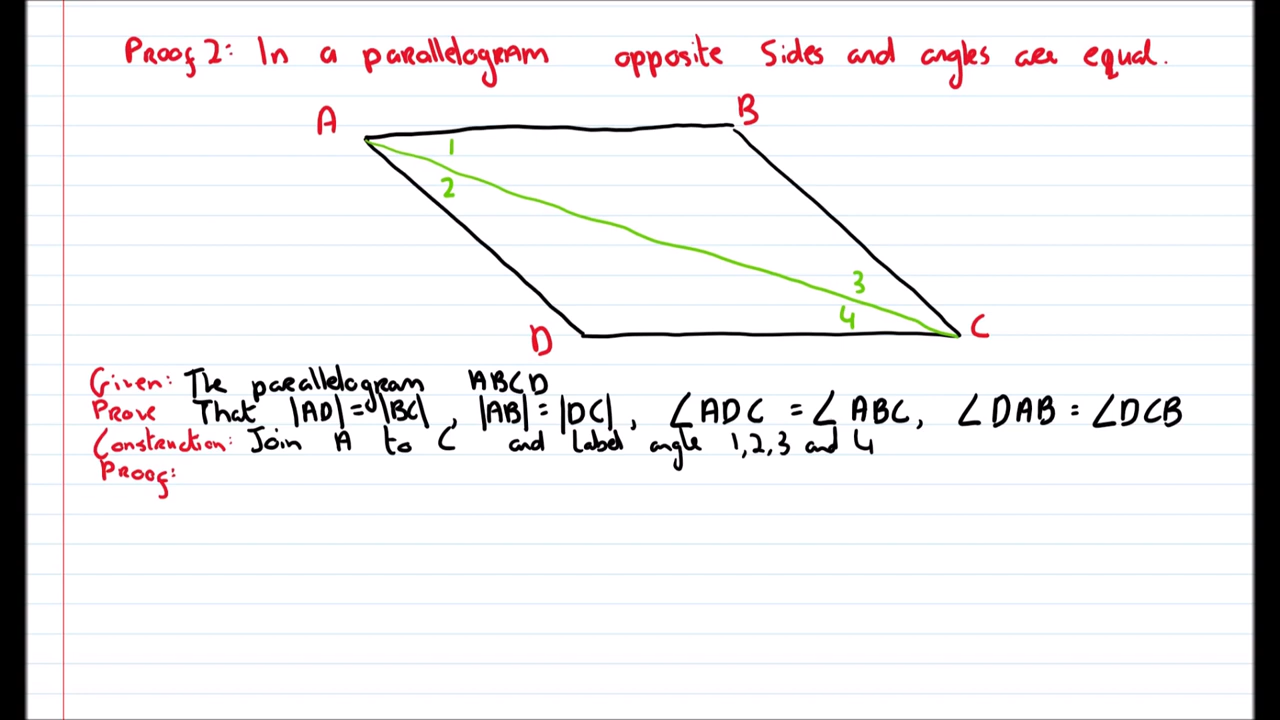 Proof 2: In a parallelogram opposite sides and angles are equal.
A
B
1
2
3
4
D
C
Given: The parallelogram ABCD
Prove That |AD| = |BC|, |AB| = |DC|, ∠ADC = ∠ABC, ∠DAB = ∠DCB
Construction: Join A to C and Label angle 1,2,3 and 4
Proof: